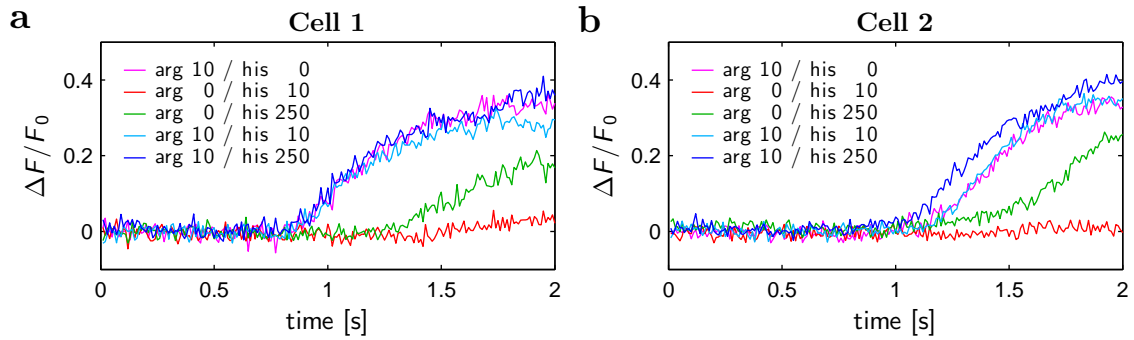 a
Cell 1
ΔF/F₀
0.4
0.2
0
arg 10 / his 0
arg 0 / his 10
arg 0 / his 250
arg 10 / his 10
arg 10 / his 250
0 0.5 1 1.5 2
time [s]
b
Cell 2
ΔF/F₀
0.4
0.2
0
arg 10 / his 0
arg 0 / his 10
arg 0 / his 250
arg 10 / his 10
arg 10 / his 250
0 0.5 1 1.5 2
time [s]